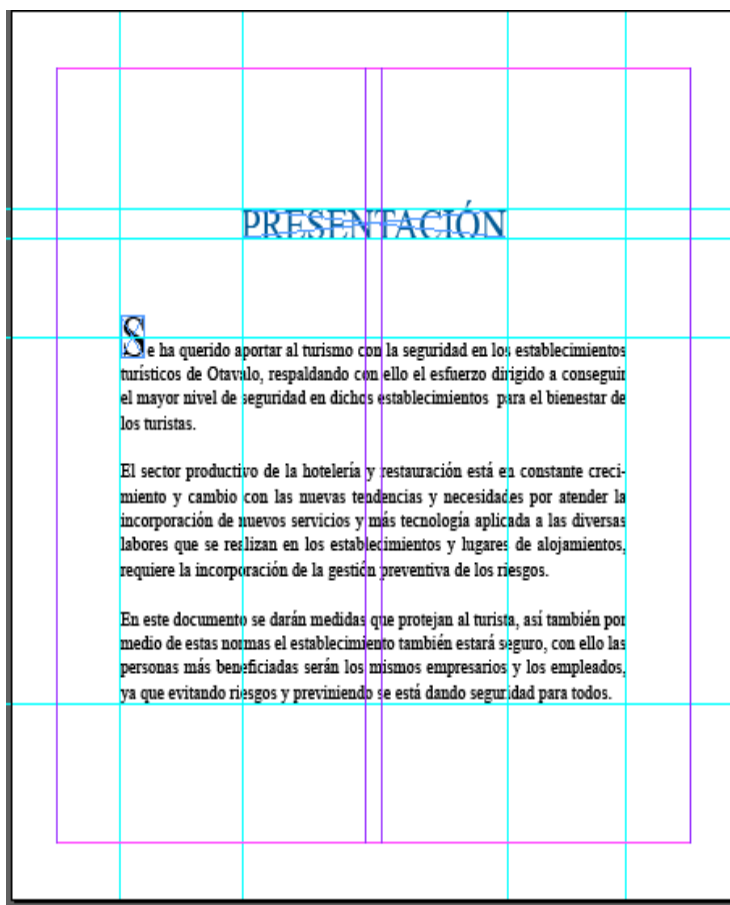 PRESENTACIÓN
Se ha querido aportar al turismo con la seguridad en los establecimientos
turísticos de Otavalo, respaldando con ello el esfuerzo dirigido a conseguir
el mayor nivel de seguridad en dichos establecimientos para el bienestar de
los turistas.
El sector productivo de la hotelería y restauración está en constante creci-
miento y cambio con las nuevas tendencias y necesidades por atender la
incorporación de nuevos servicios y más tecnología aplicada a las diversas
labores que se realizan en los establecimientos y lugares de alojamientos,
requiere la incorporación de la gestión preventiva de los riesgos.
En este documento se darán medidas que protejan al turista, así también por
medio de estas normas el establecimiento también estará seguro, con ello las
personas más beneficiadas serán los mismos empresarios y los empleados,
ya que evitando riesgos y previniendo se está dando seguridad para todos.